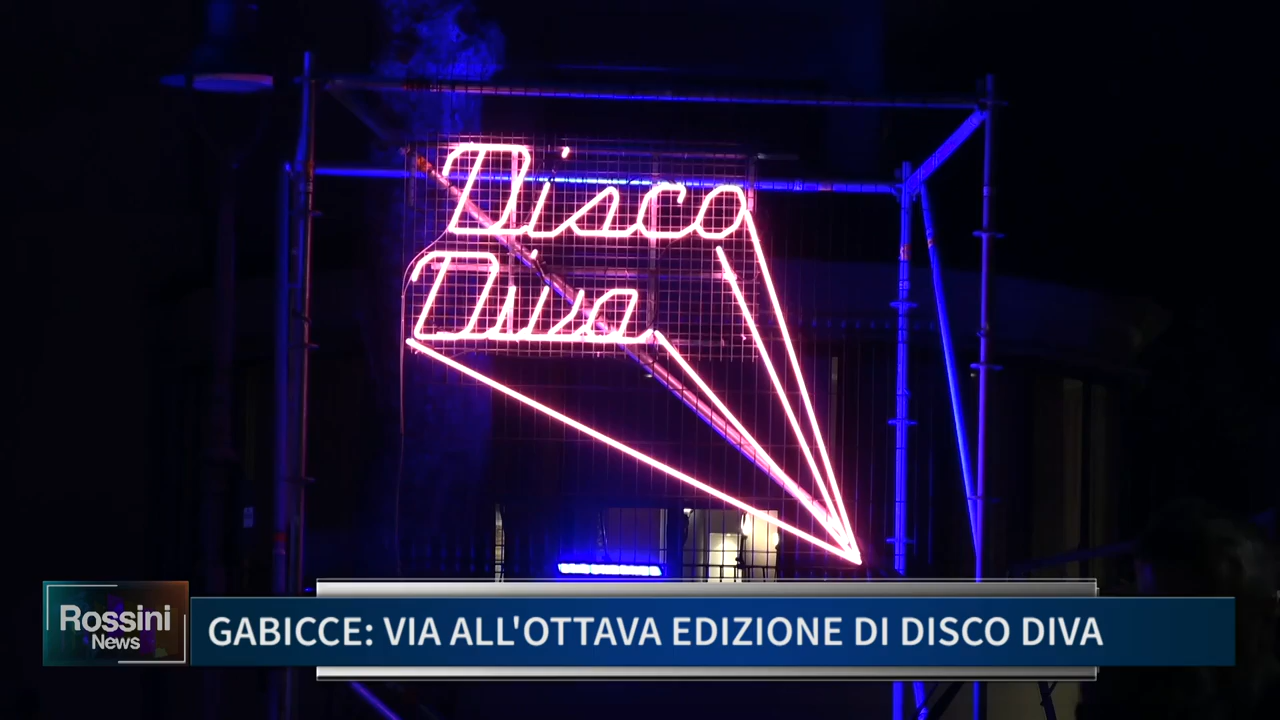 Disco
Diva
Rossini
News
GABICCE: VIA ALL'OTTAVA EDIZIONE DI DISCO DIVA